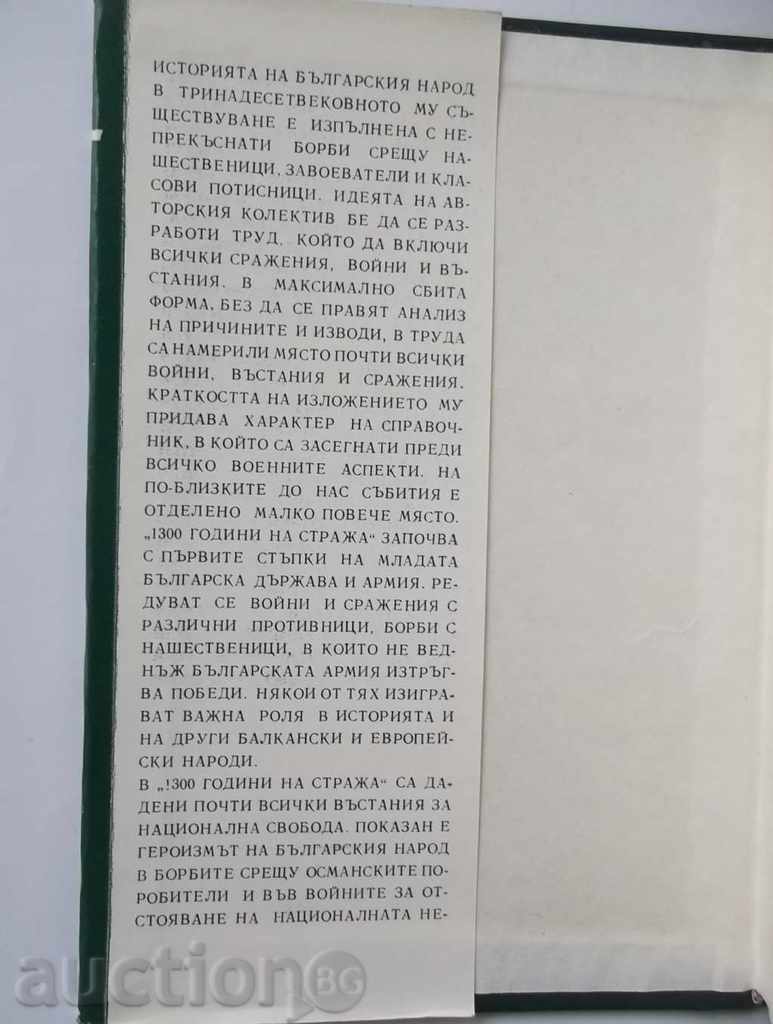 ИСТОРИЯТА НА БЪЛГАРСКИЯ НАРОД
В ТРИНАДЕСЕТВЕКОВНОТО МУ СЪ-
ЩЕСТВУВАНЕ Е ИЗПЪЛНЕНА С НЕ-
ПРЕКЪСНАТИ БОРБИ СРЕЩУ НА-
ШЕСТВЕНИЦИ, ЗАВОЕВАТЕЛИ И КЛА-
СОВИ ПОТИСНИЦИ. ИДЕЯТА НА АВ-
ТОРСКИЯ КОЛЕКТИВ БЕ ДА СЕ РАЗ-
РАБОТИ ТРУД, КОЙТО ДА ВКЛЮЧИ
ВСИЧКИ СРАЖЕНИЯ, ВОЙНИ И ВЪ-
СТАНИЯ. В МАКСИМАЛНО СБИТА
ФОРМА, БЕЗ ДА СЕ ПРАВЯТ АНАЛИЗ
НА ПРИЧИНИТЕ И ИЗВОДИ, В ТРУДА
СА НАМЕРИЛИ МЯСТО ПОЧТИ ВСИЧКИ
ВОЙНИ, ВЪСТАНИЯ И СРАЖЕНИЯ.
КРАТКОСТТА НА ИЗЛОЖЕНИЕТО МУ
ПРИДАВА ХАРАКТЕР НА СПРАВОЧ-
НИК, В КОЙТО СА ЗАСЕГНАТИ ПРЕДИ
ВСИЧКО ВОЕННИТЕ АСПЕКТИ. НА
ПО-БЛИЗКИТЕ ДО НАС СЪБИТИЯ Е
ОТДЕЛЕНО МАЛКО ПОВЕЧЕ МЯСТО.
„1300 ГОДИНИ НА СТРАЖА“ ЗАПОЧВА
С ПЪРВИТЕ СТЪПКИ НА МЛАДАТА
БЪЛГАРСКА ДЪРЖАВА И АРМИЯ. РЕ-
ДУВАТ СЕ ВОЙНИ И СРАЖЕНИЯ С
РАЗЛИЧНИ ПРОТИВНИЦИ, БОРБИ С
НАШЕСТВЕНИЦИ, В КОИТО НЕ ВЕД-
НЪЖ БЪЛГАРСКАТА АРМИЯ ИЗТРЪГ-
ВА ПОБЕДИ. НЯКОИ ОТ ТЯХ ИЗИГРА-
ВАТ ВАЖНА РОЛЯ В ИСТОРИЯТА И
НА ДРУГИ БАЛКАНСКИ И ЕВРОПЕЙ-
СКИ НАРОДИ.
В „1300 ГОДИНИ НА СТРАЖА“ СА ДА-
ДЕНИ ПОЧТИ ВСИЧКИ ВЪСТАНИЯ ЗА
НАЦИОНАЛНА СВОБОДА. ПОКАЗАН Е
ГЕРОИЗМЪТ НА БЪЛГАРСКИЯ НАРОД
В БОРБИТЕ СРЕЩУ ОСМАНСКИТЕ ПО-
РОБИТЕЛИ И ВЪВ ВОЙНИТЕ ЗА ОТ-
СТОЯВАНЕ НА НАЦИОНАЛНАТА НЕ-
auction BG